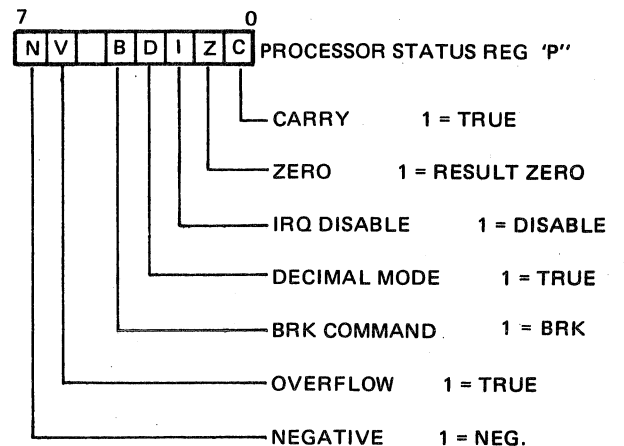 7 0
N V B D I Z C PROCESSOR STATUS REG 'P"
CARRY 1 = TRUE
ZERO 1 = RESULT ZERO
IRQ DISABLE 1 = DISABLE
DECIMAL MODE 1 = TRUE
BRK COMMAND 1 = BRK
OVERFLOW 1 = TRUE
NEGATIVE 1 = NEG.